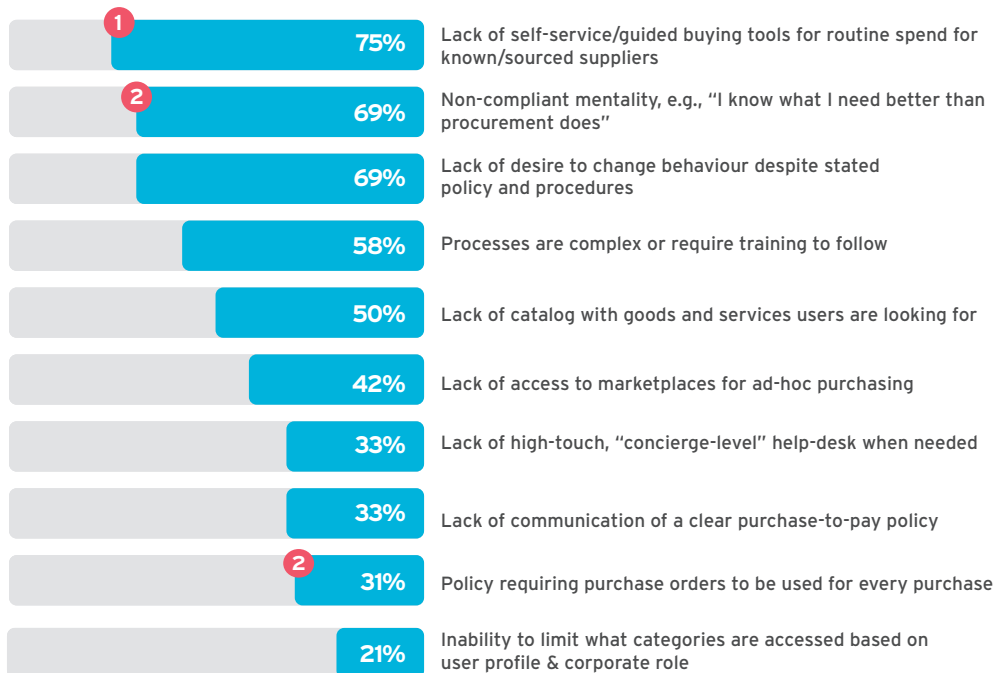 1
75%
Lack of self-service/guided buying tools for routine spend for
known/sourced suppliers
2
69%
Non-compliant mentality, e.g., “I know what I need better than
procurement does”
69%
Lack of desire to change behaviour despite stated
policy and procedures
58%
Processes are complex or require training to follow
50%
Lack of catalog with goods and services users are looking for
42%
Lack of access to marketplaces for ad-hoc purchasing
33%
Lack of high-touch, “concierge-level” help-desk when needed
33%
Lack of communication of a clear purchase-to-pay policy
2
31%
Policy requiring purchase orders to be used for every purchase
21%
Inability to limit what categories are accessed based on
user profile & corporate role